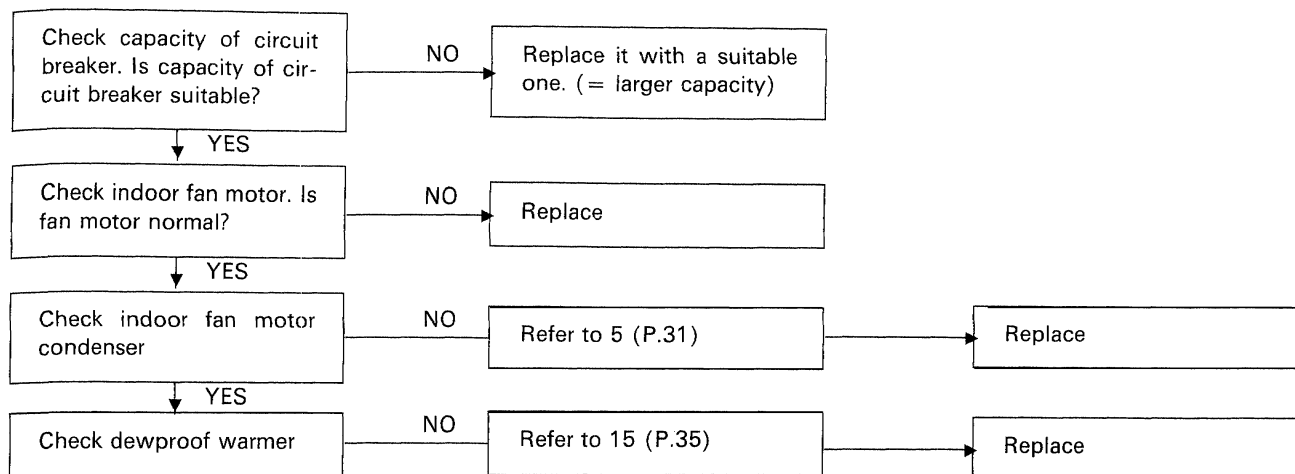 Check capacity of circuit
breaker. Is capacity of cir-
cuit breaker suitable?
NO
Replace it with a suitable
one. (= larger capacity)
YES
Check indoor fan motor. Is
fan motor normal?
NO
Replace
YES
Check indoor fan motor
condenser
NO
Refer to 5 (P.31)
Replace
YES
Check dewproof warmer
NO
Refer to 15 (P.35)
Replace